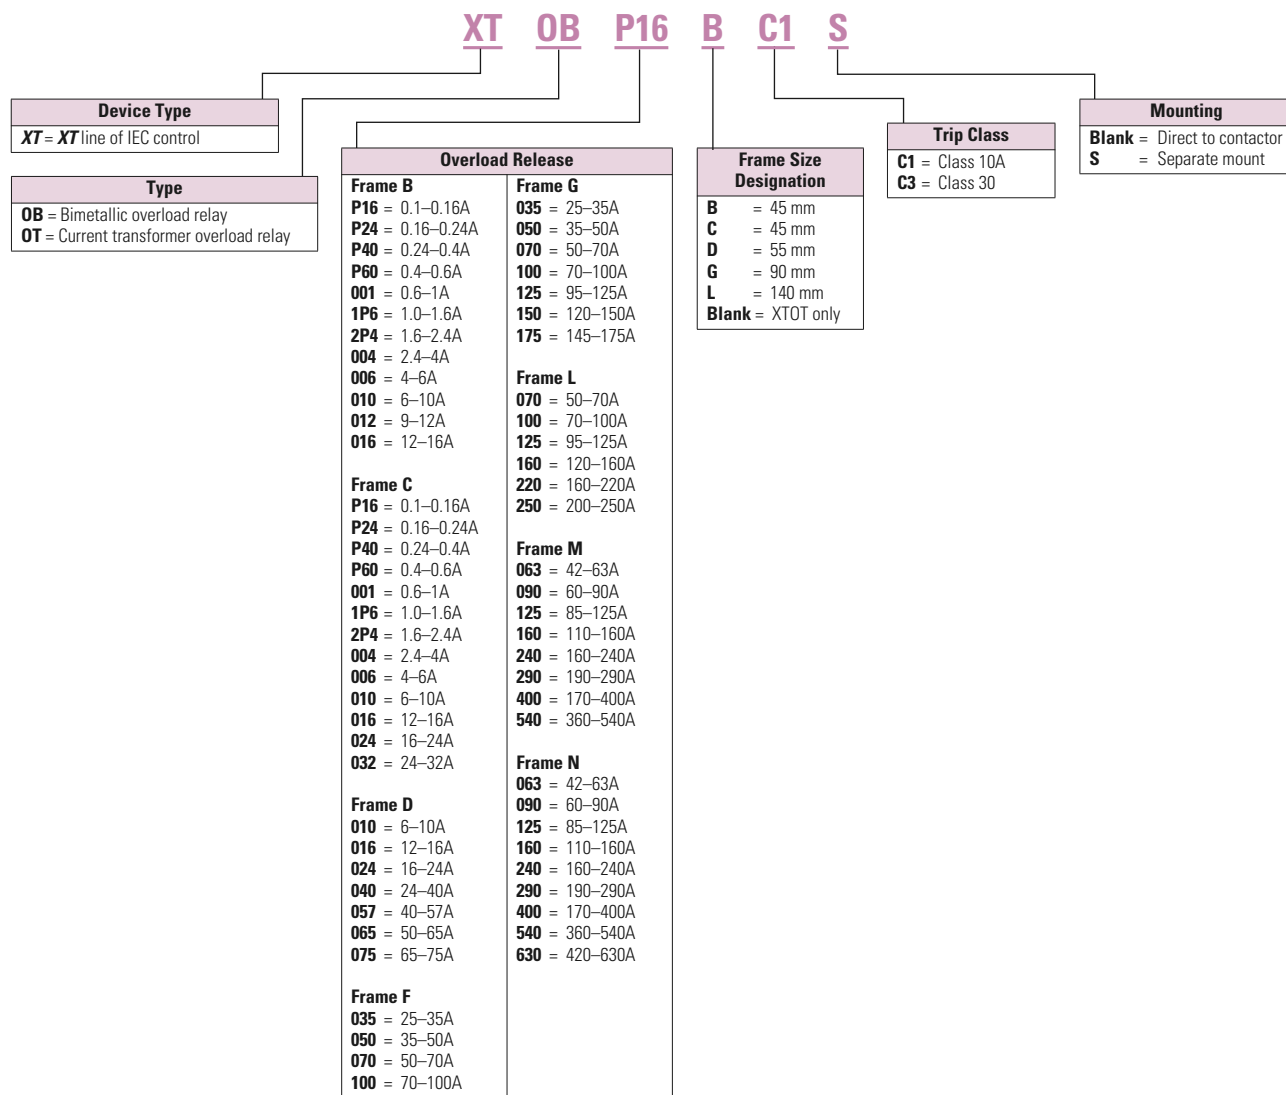 XT OB P16 B C1 S
Device Type
XT = XT line of IEC control
Type
OB = Bimetallic overload relay
OT = Current transformer overload relay
Overload Release
Frame B
P16 = 0.1–0.16A
P24 = 0.16–0.24A
P40 = 0.24–0.4A
P60 = 0.4–0.6A
001 = 0.6–1A
1P6 = 1.0–1.6A
2P4 = 1.6–2.4A
004 = 2.4–4A
006 = 4–6A
010 = 6–10A
012 = 9–12A
016 = 12–16A
Frame C
P16 = 0.1–0.16A
P24 = 0.16–0.24A
P40 = 0.24–0.4A
P60 = 0.4–0.6A
001 = 0.6–1A
1P6 = 1.0–1.6A
2P4 = 1.6–2.4A
004 = 2.4–4A
006 = 4–6A
010 = 6–10A
016 = 12–16A
024 = 16–24A
032 = 24–32A
Frame D
010 = 6–10A
016 = 12–16A
024 = 16–24A
040 = 24–40A
057 = 40–57A
065 = 50–65A
075 = 65–75A
Frame F
035 = 25–35A
050 = 35–50A
070 = 50–70A
100 = 70–100A
Frame G
035 = 25–35A
050 = 35–50A
070 = 50–70A
100 = 70–100A
125 = 95–125A
150 = 120–150A
175 = 145–175A
Frame L
070 = 50–70A
100 = 70–100A
125 = 95–125A
160 = 120–160A
220 = 160–220A
250 = 200–250A
Frame M
063 = 42–63A
090 = 60–90A
125 = 85–125A
160 = 110–160A
240 = 160–240A
290 = 190–290A
400 = 170–400A
540 = 360–540A
Frame N
063 = 42–63A
090 = 60–90A
125 = 85–125A
160 = 110–160A
240 = 160–240A
290 = 190–290A
400 = 170–400A
540 = 360–540A
630 = 420–630A
Frame Size
Designation
B = 45 mm
C = 45 mm
D = 55 mm
G = 90 mm
L = 140 mm
Blank = XTOT only
Trip Class
C1 = Class 10A
C3 = Class 30
Mounting
Blank = Direct to contactor
S = Separate mount